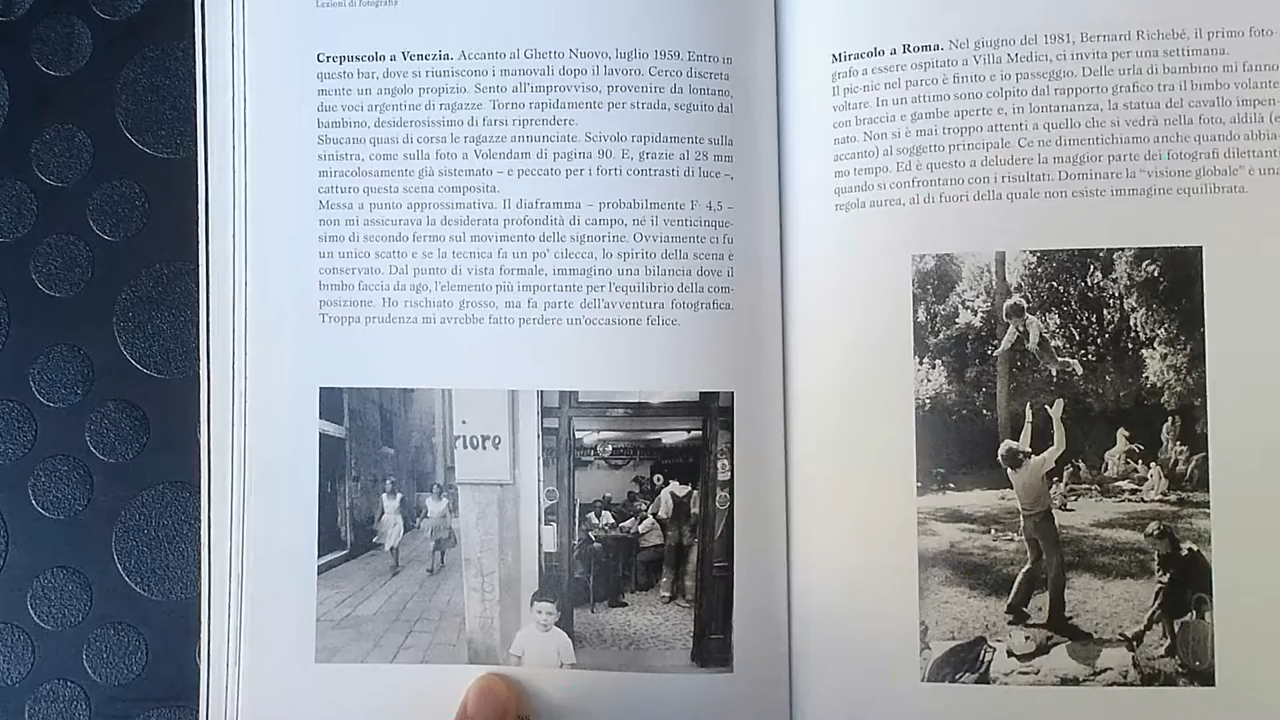 Lezioni di fotografia
Crepuscolo a Venezia. Accanto al Ghetto Nuovo, luglio 1959. Entro in
questo bar, dove si riuniscono i manovali dopo il lavoro. Cerco discreta
mente un angolo propizio. Sento all'improvviso, provenire da lontano,
due voci argentine di ragazze. Torno rapidamente per strada, seguito dal
bambino, desiderosissimo di farsi riprendere.
Sbucano quasi di corsa le ragazze annunciate. Scivolo rapidamente sulla
sinistra, come sulla foto a Volendam di pagina 90. E, grazie al 28 mm
miracolosamente già sistemato – e peccato per i forti contrasti di luce –,
catturo questa scena composita.
Messa a punto approssimativa. Il diaframma – probabilmente F: 4,5 –
non mi assicurava la desiderata profondità di campo, né il venticinque-
simo di secondo fermo sul movimento delle signorine. Ovviamente ci fu
un unico scatto e se la tecnica fa un po' cilecca, lo spirito della scena è
conservato. Dal punto di vista formale, immagino una bilancia dove il
bimbo faccia da ago, l'elemento più importante per l'equilibrio della com-
posizione. Ho rischiato grosso, ma fa parte dell'avventura fotografica.
Troppa prudenza mi avrebbe fatto perdere un'occasione felice.
riore
Miracolo a Roma. Nel giugno del 1981, Bernard Richebé, il primo foto-
grafo a essere ospitato a Villa Medici, ci invita per una settimana.
Il pic-nic nel parco è finito e io passeggio. Delle urla di bambino mi fanno
voltare. In un attimo sono colpito dal rapporto grafico tra il bimbo volante
con braccia e gambe aperte e, in lontananza, la statua del cavallo impen-
nato. Non si è mai troppo attenti a quello che si vedrà nella foto, aldilà (e
accanto) al soggetto principale. Ce ne dimentichiamo anche quando abbia-
mo tempo. Ed è questo a deludere la maggior parte dei fotografi dilettanti
quando si confrontano con i risultati. Dominare la "visione globale" è una
regola aurea, al di fuori della quale non esiste immagine equilibrata.